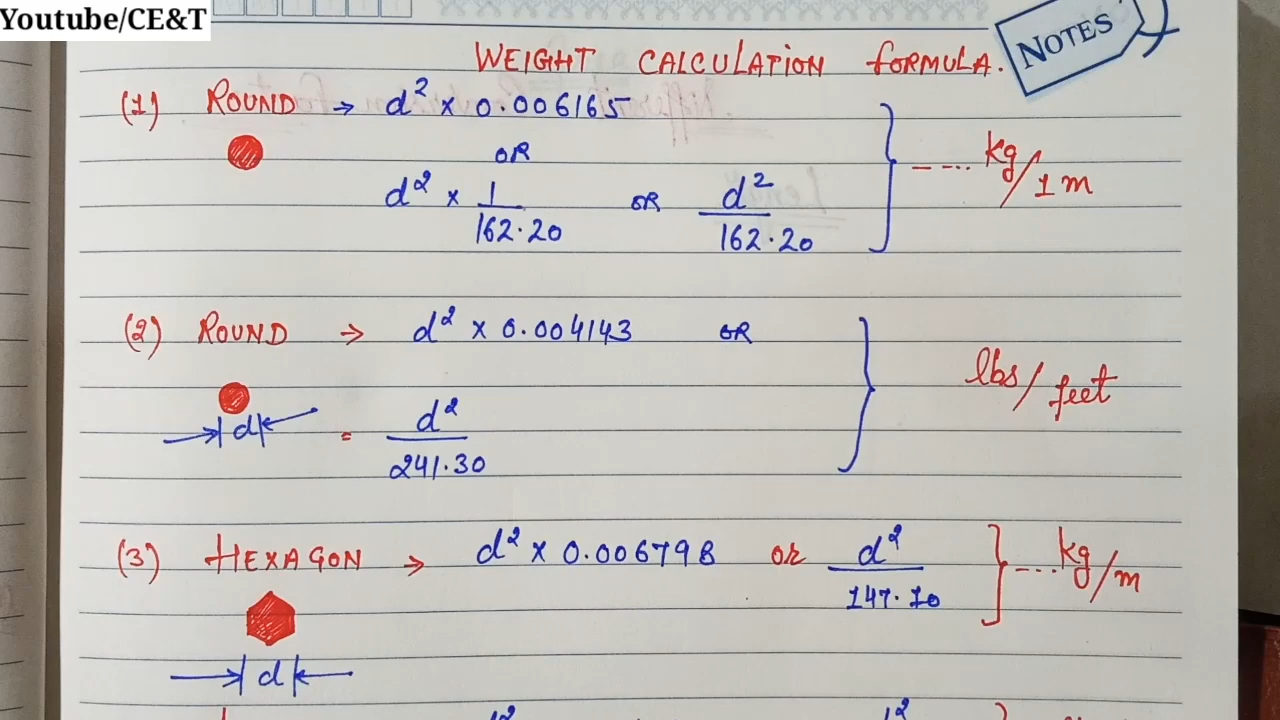 Youtube/CE&T
NOTES
WEIGHT CALCULATION FORMULA.
(1) ROUND → d² × 0.006165
OR
d² × 1/162.20 OR d²/162.20 } ---- kg/1m
(2) ROUND → d² × 0.004143 OR
d = d²/241.30 } lbs/feet
(3) HEXAGON → d² × 0.006798 or d²/147.10 } ---- kg/m
d